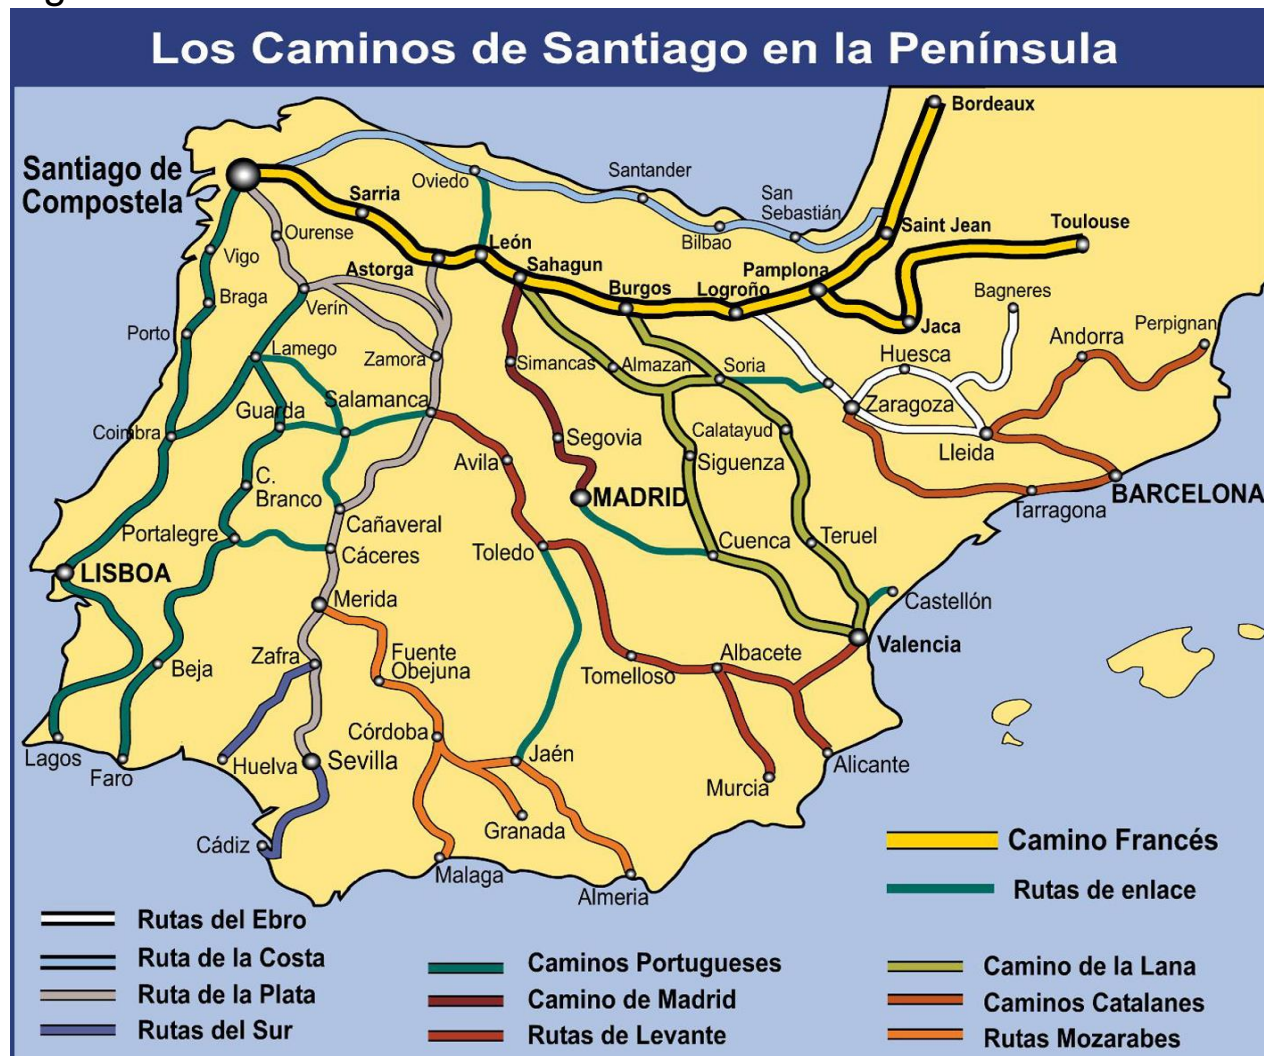 Los Caminos de Santiago en la Península
Bordeaux
Santiago de
Compostela
Santander
Oviedo
Sarria
San
Sebastián
Saint Jean
Toulouse
Ourense
Bilbao
León
Vigo
Astorga
Sahagun
Pamplona
Burgos
Logroño
Bagneres
Braga
Verín
Jaca
Andorra
Perpignan
Porto
Lamego
Zamora
Simancas
Almazan
Soria
Huesca
Salamanca
Guarda
Zaragoza
Coimbra
Segovia
Calatayud
Lleida
Avila
Siguenza
C.
Branco
MADRID
BARCELONA
Tarragona
Cañaveral
Portalegre
Cáceres
Toledo
Cuenca
Teruel
LISBOA
Merida
Castellón
Zafra
Fuente
Obejuna
Albacete
Valencia
Beja
Tomelloso
Córdoba
Jaén
Lagos
Faro
Huelva
Sevilla
Alicante
Murcia
Granada
Cádiz
Malaga
Almeria
Camino Francés
Rutas de enlace
Rutas del Ebro
Ruta de la Costa
Ruta de la Plata
Rutas del Sur
Caminos Portugueses
Camino de Madrid
Rutas de Levante
Camino de la Lana
Caminos Catalanes
Rutas Mozarabes